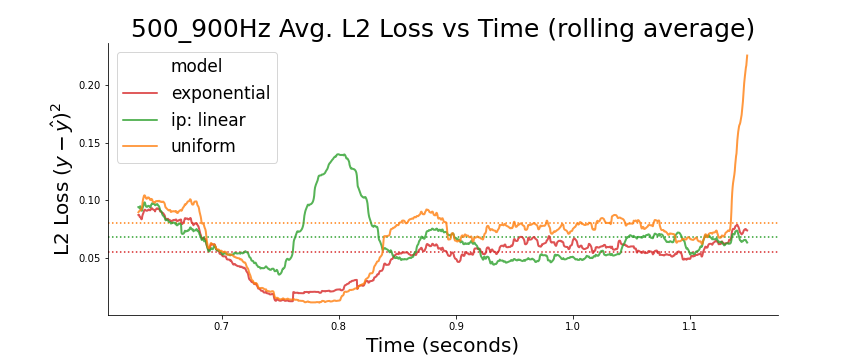 500_900Hz Avg. L2 Loss vs Time (rolling average)
L2 Loss (y − ŷ)²
0.20
0.15
0.10
0.05
model
exponential
ip: linear
uniform
0.7 0.8 0.9 1.0 1.1
Time (seconds)